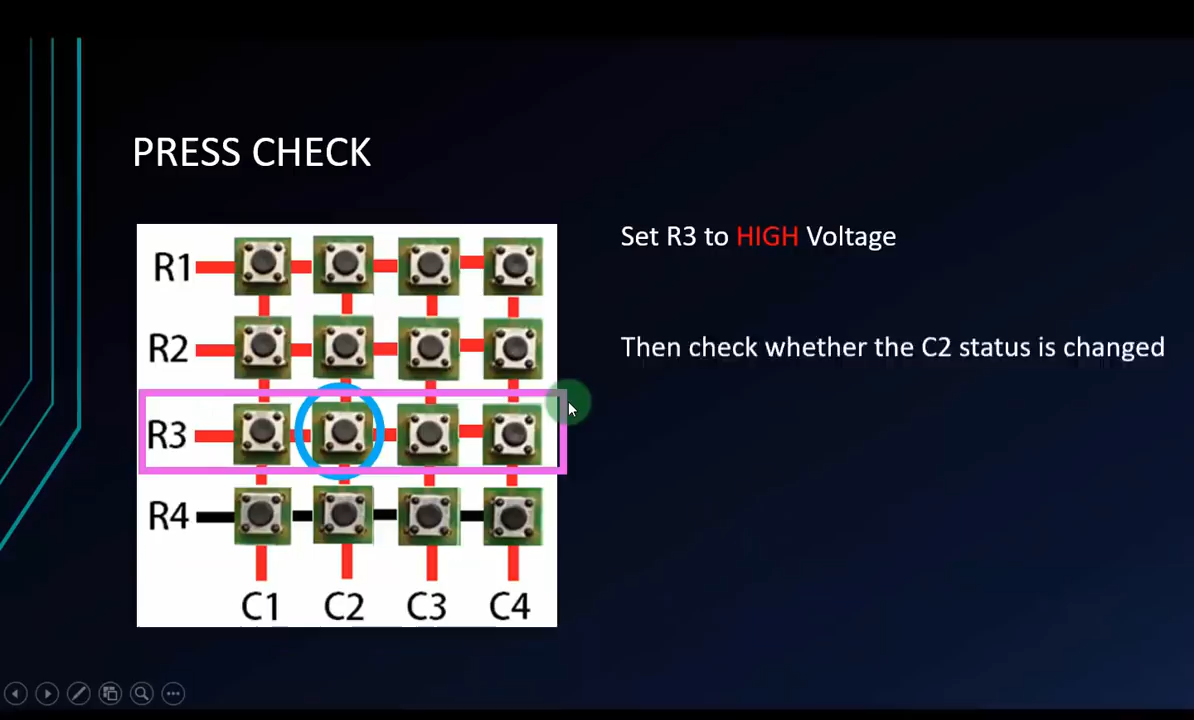 PRESS CHECK
Set R3 to HIGH Voltage
Then check whether the C2 status is changed
R1
R2
R3
R4
C1 C2 C3 C4